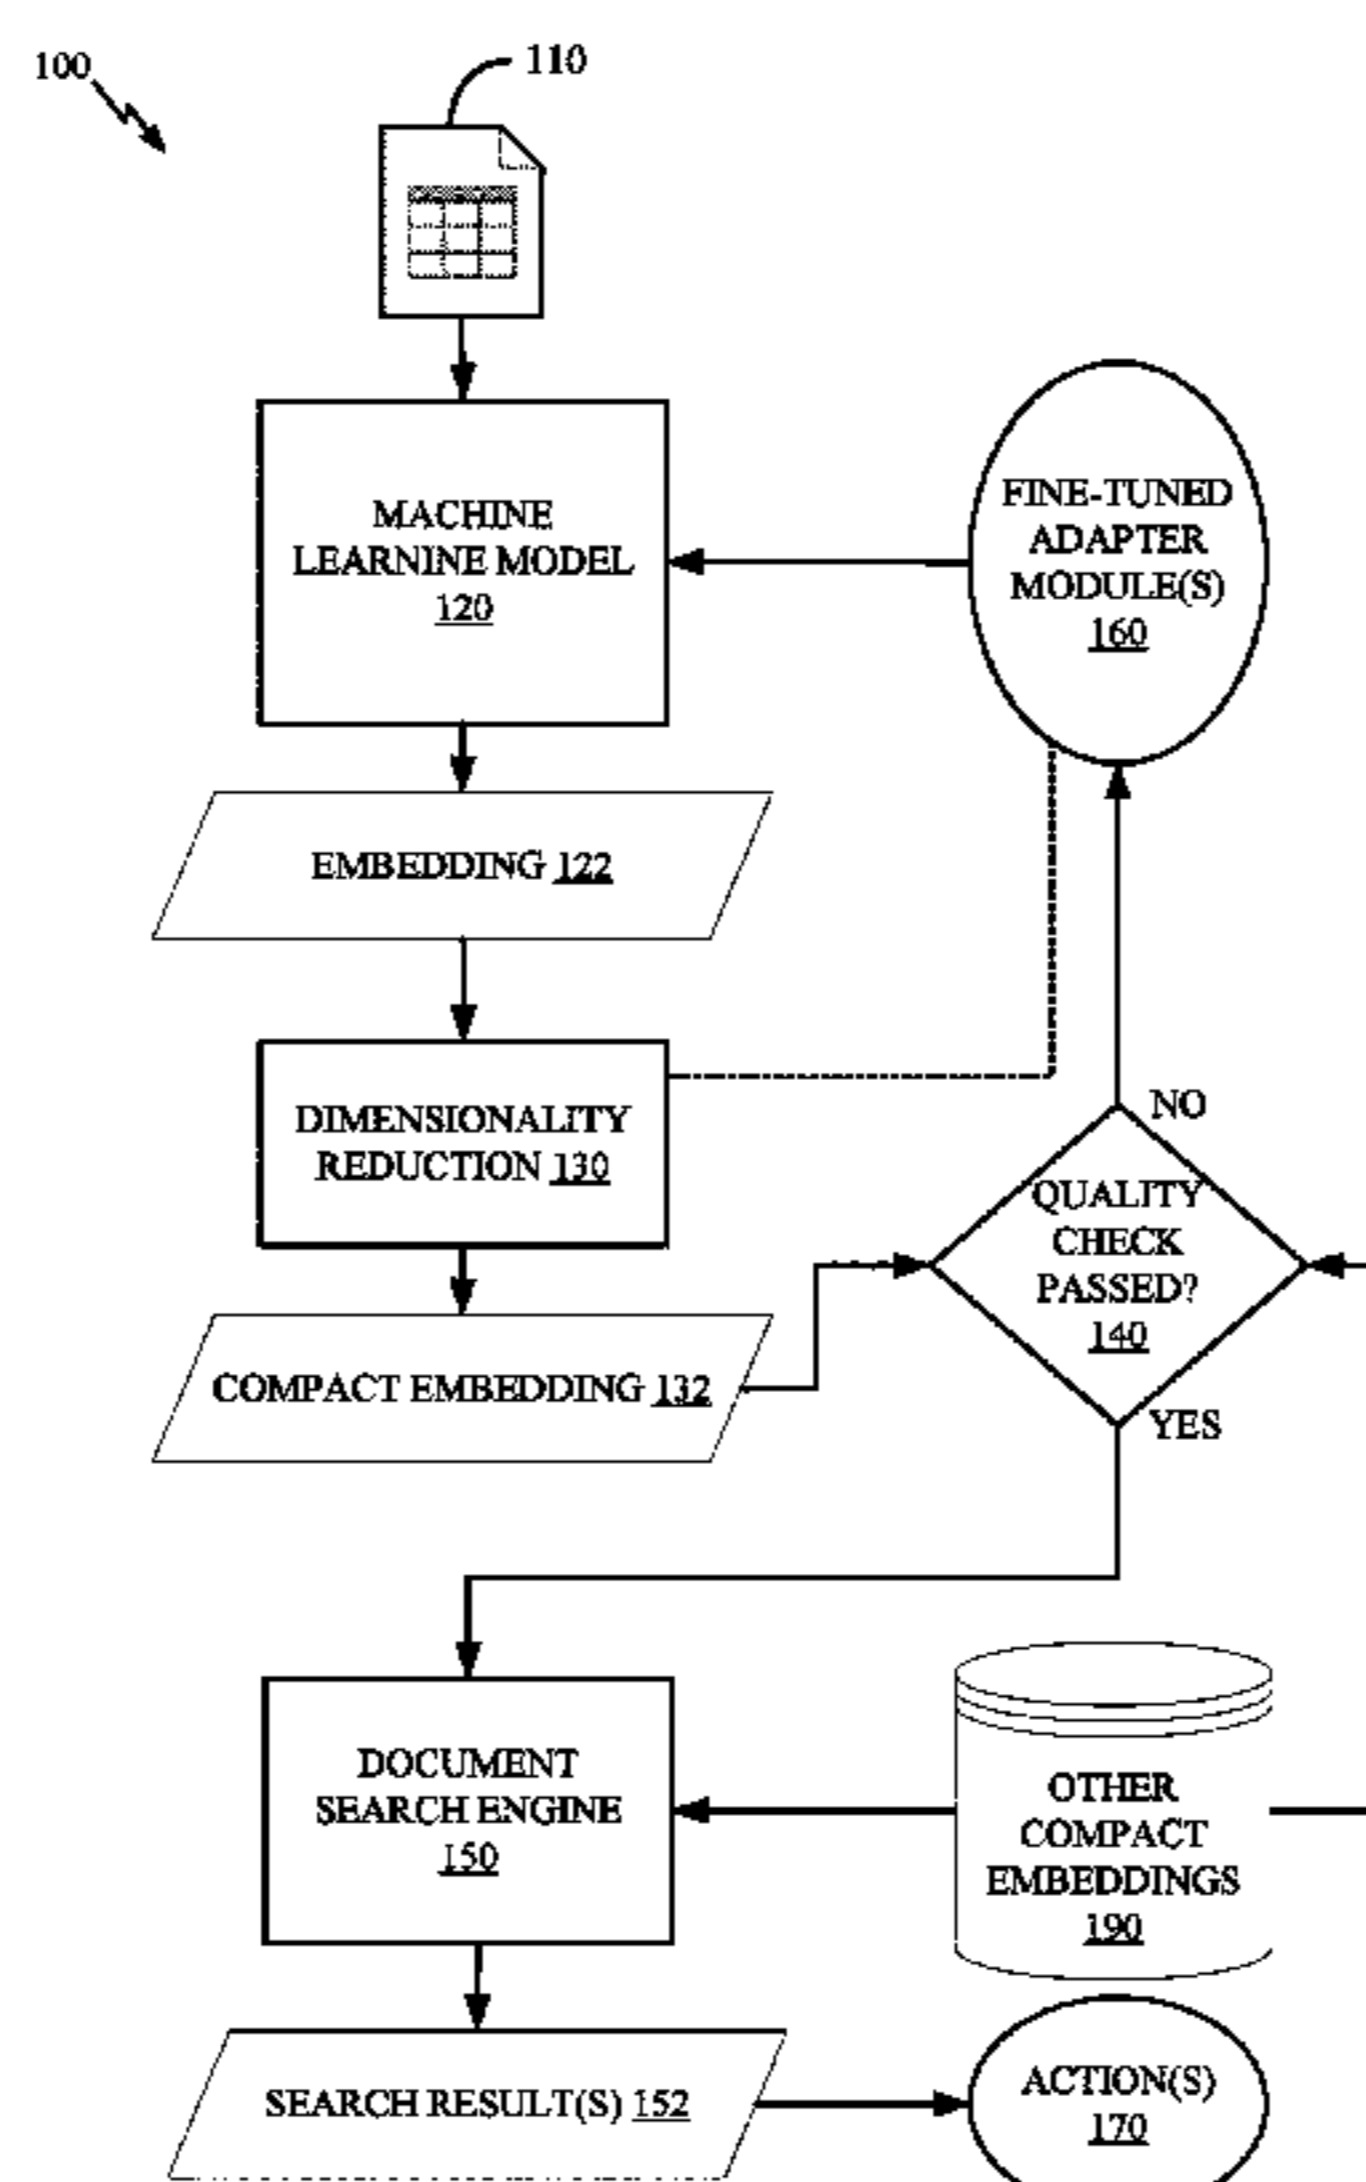 100
110
MACHINE
LEARNINE MODEL
120
FINE-TUNED
ADAPTER
MODULE(S)
160
EMBEDDING 122
DIMENSIONALITY
REDUCTION 130
NO
QUALITY
CHECK
PASSED?
140
YES
COMPACT EMBEDDING 132
DOCUMENT
SEARCH ENGINE
150
OTHER
COMPACT
EMBEDDINGS
190
SEARCH RESULT(S) 152
ACTION(S)
170